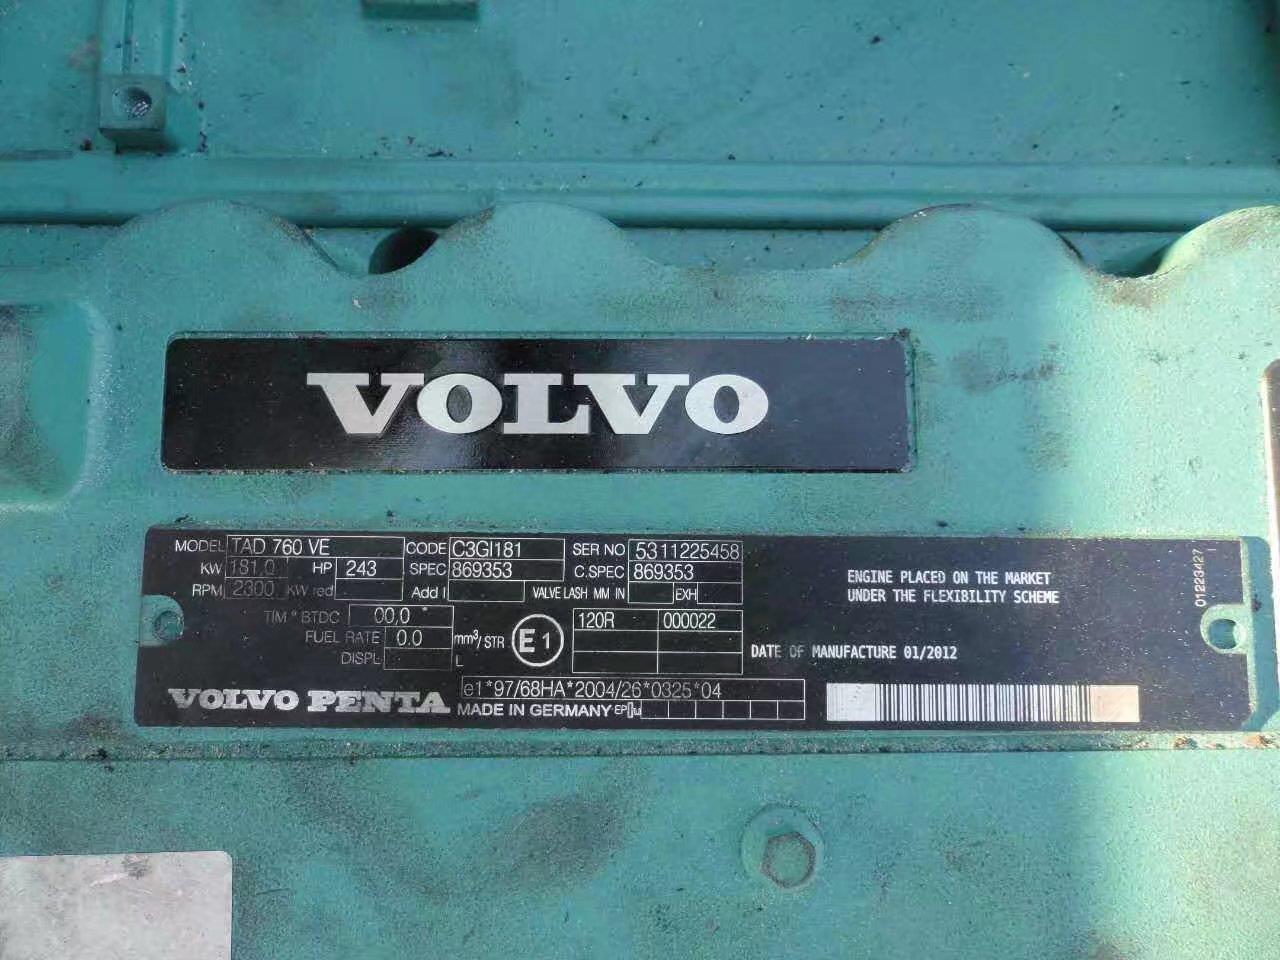 VOLVO
MODEL TAD 760 VE CODE C3GI181 SER NO 5311225458
KW 181,0 HP 243 SPEC 869353 C.SPEC 869353
RPM 2300 KW red Add I VALVE LASH MM IN EXH
TIM° BTDC 00,0 °
FUEL RATE 0.0 mm³/STR
DISPL L
E1
120R 000022
VOLVO PENTA
e1*97/68HA*2004/26*0325*04
MADE IN GERMANY
ENGINE PLACED ON THE MARKET
UNDER THE FLEXIBILITY SCHEME
DATE OF MANUFACTURE 01/2012
01223427